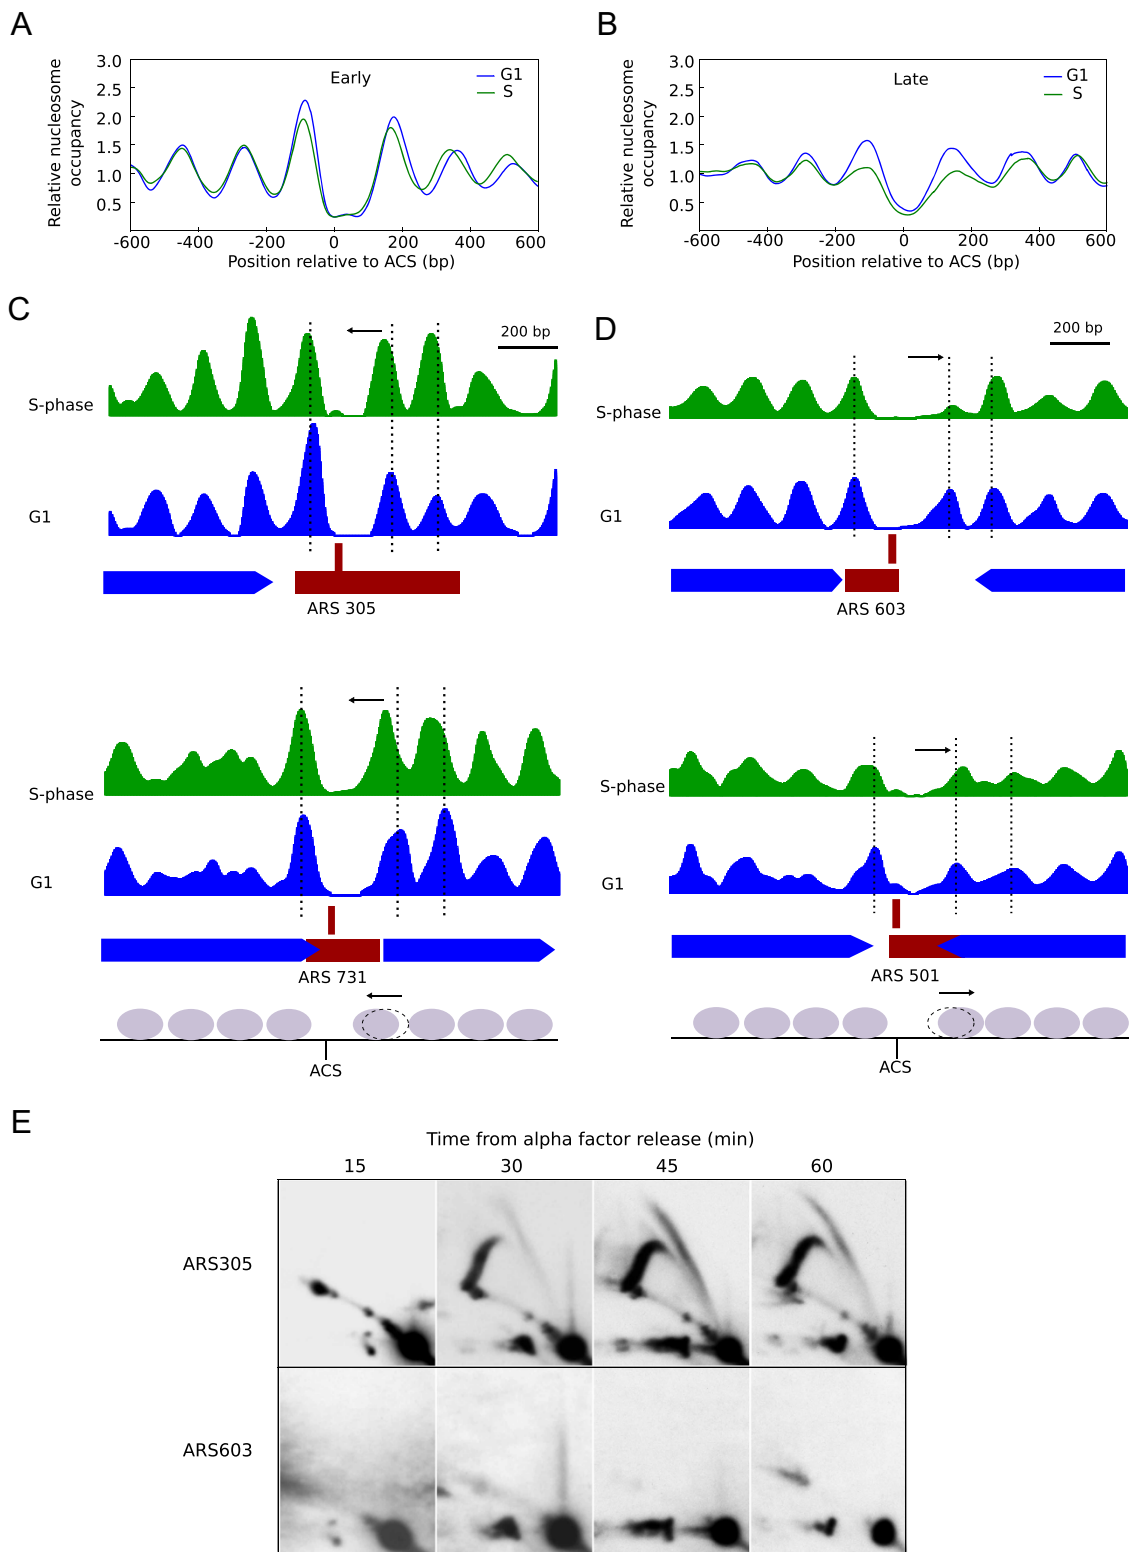 A
B
Relative nucleosome
occupancy
3.0
2.5
2.0
1.5
1.0
0.5
Early
G1
S
-600
-400
-200
0
200
400
600
Position relative to ACS (bp)
Relative nucleosome
occupancy
3.0
2.5
2.0
1.5
1.0
0.5
Late
G1
S
-600
-400
-200
0
200
400
600
Position relative to ACS (bp)
C
200 bp
S-phase
G1
ARS 305
D
200 bp
S-phase
G1
ARS 603
S-phase
G1
ARS 731
ACS
S-phase
G1
ARS 501
ACS
E
Time from alpha factor release (min)
15
30
45
60
ARS305
ARS603